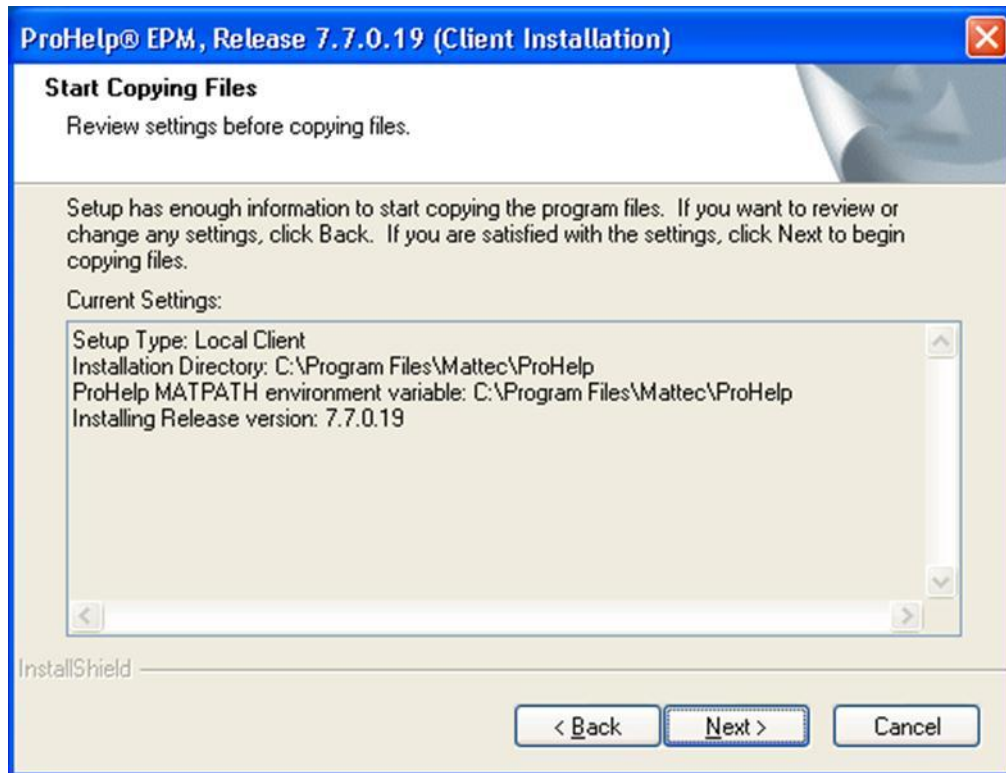 ProHelp® EPM, Release 7.7.0.19 (Client Installation)
Start Copying Files
Review settings before copying files.
Setup has enough information to start copying the program files.  If you want to review or
change any settings, click Back.  If you are satisfied with the settings, click Next to begin
copying files.
Current Settings:
Setup Type: Local Client
Installation Directory: C:\Program Files\Mattec\ProHelp
ProHelp MATPATH environment variable: C:\Program Files\Mattec\ProHelp
Installing Release version: 7.7.0.19
InstallShield
< Back
Next >
Cancel